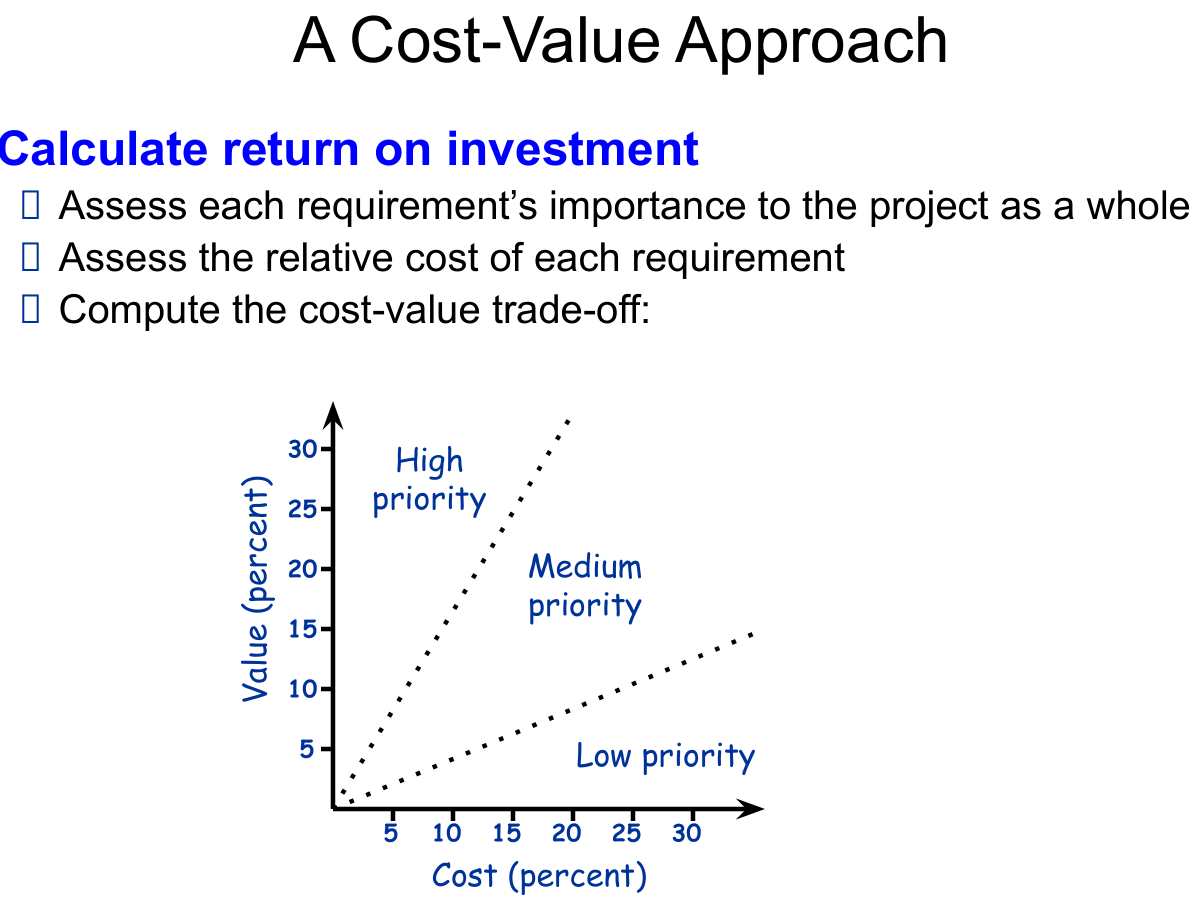 A Cost-Value Approach
Calculate return on investment
Assess each requirement’s importance to the project as a whole
Assess the relative cost of each requirement
Compute the cost-value trade-off:
Value (percent)
30
25
20
15
10
5
High
priority
Medium
priority
Low priority
5 10 15 20 25 30
Cost (percent)